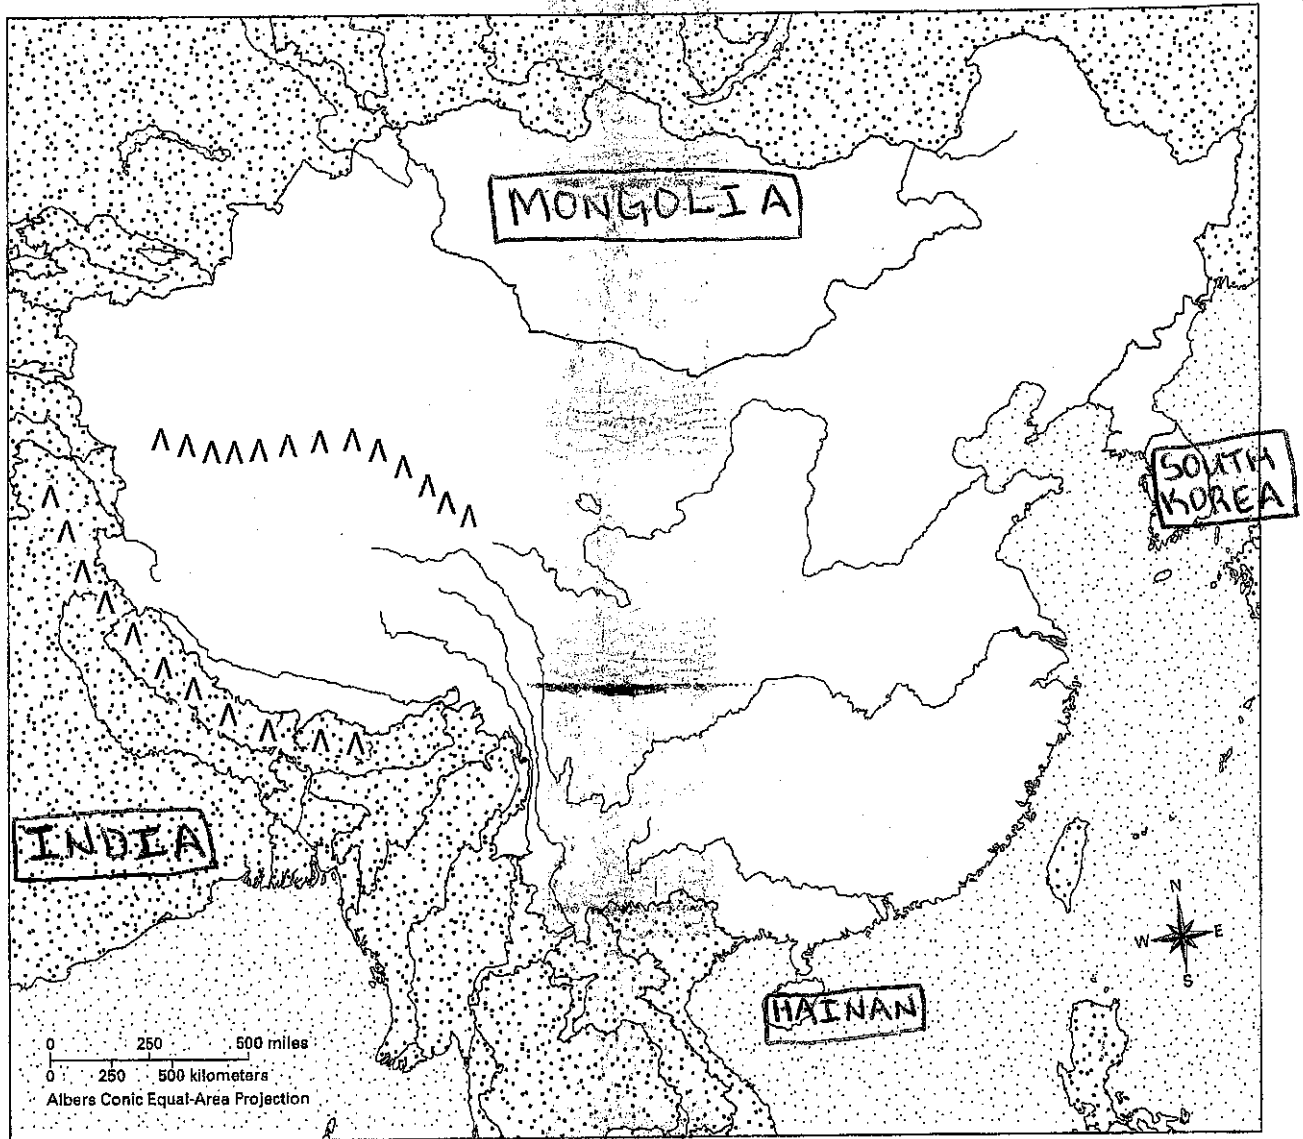 MONGOLIA
SOUTH
KOREA
INDIA
HAINAN
N
W E
S
0 250 500 miles
0 250 500 kilometers
Albers Conic Equal-Area Projection